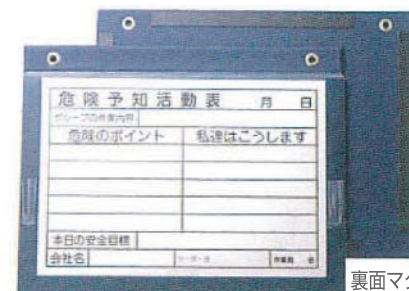 危険予知活動表 月 日
グループの作業内容
危険のポイント 私達はこうします
本日の安全目標
会社名 リーダー名 作業員 名
裏面マグ